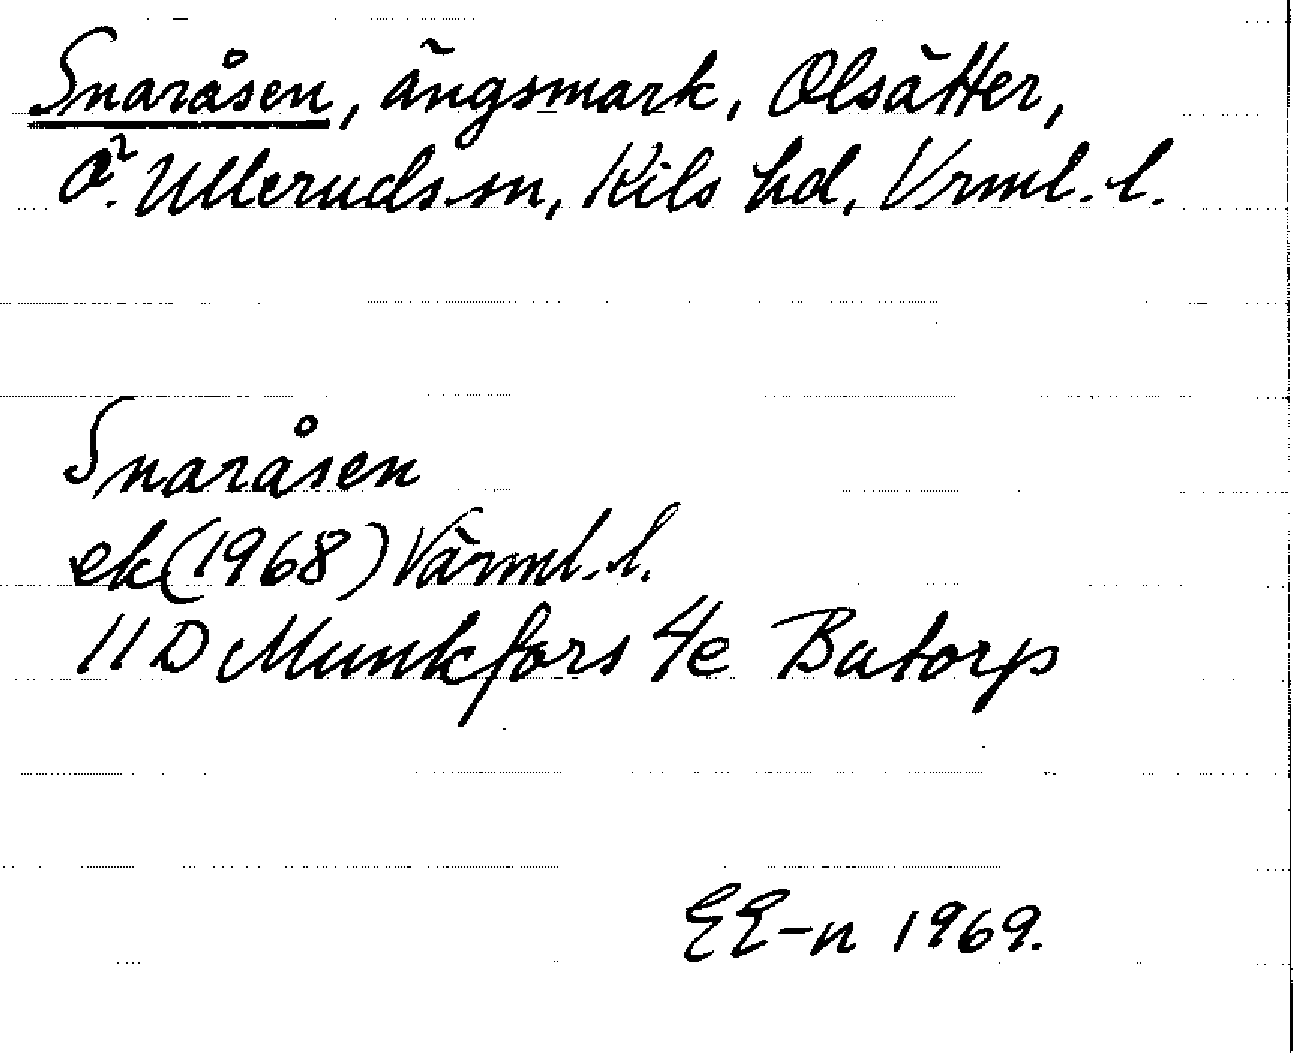 Snaråsen, ängsmark, Olsätter,
Ö. Ulleruds sn, Kils hd, Vrml. l.
Snaråsen
ek (1968) Värml. l.
11 D Munkfors 4e Butorp
EE-n 1969.